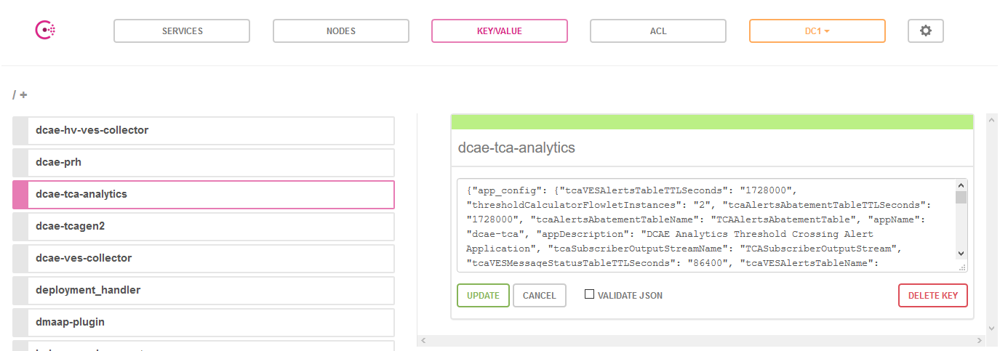 SERVICES
NODES
KEY/VALUE
ACL
DC1
/ +
dcae-hv-ves-collector
dcae-prh
dcae-tca-analytics
dcae-tcagen2
dcae-ves-collector
deployment_handler
dmaap-plugin
dcae-tca-analytics
{"app_config": {"tcaVESAlertsTableTTLSeconds": "1728000",
"thresholdCalculatorFlowletInstances": "2", "tcaAlertsAbatementTableTTLSeconds":
"1728000", "tcaAlertsAbatementTableName": "TCAAlertsAbatementTable", "appName":
"dcae-tca", "appDescription": "DCAE Analytics Threshold Crossing Alert
Application", "tcaSubscriberOutputStreamName": "TCASubscriberOutputStream",
"tcaVESMessageStatusTableTTLSeconds": "86400", "tcaVESAlertsTableName":
UPDATE
CANCEL
VALIDATE JSON
DELETE KEY